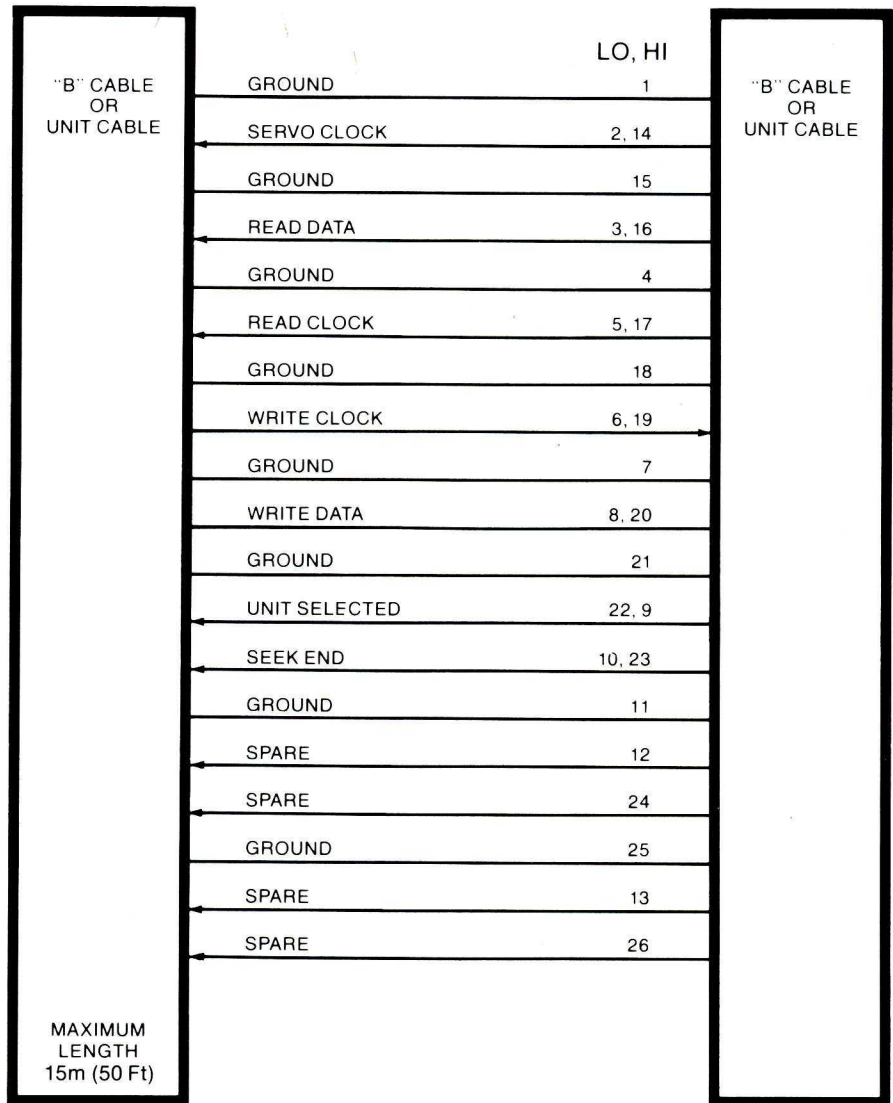 LO, HI
"B" CABLE
OR
UNIT CABLE
"B" CABLE
OR
UNIT CABLE
GROUND 1
SERVO CLOCK 2, 14
GROUND 15
READ DATA 3, 16
GROUND 4
READ CLOCK 5, 17
GROUND 18
WRITE CLOCK 6, 19
GROUND 7
WRITE DATA 8, 20
GROUND 21
UNIT SELECTED 22, 9
SEEK END 10, 23
GROUND 11
SPARE 12
SPARE 24
GROUND 25
SPARE 13
SPARE 26
MAXIMUM
LENGTH
15m (50 Ft)